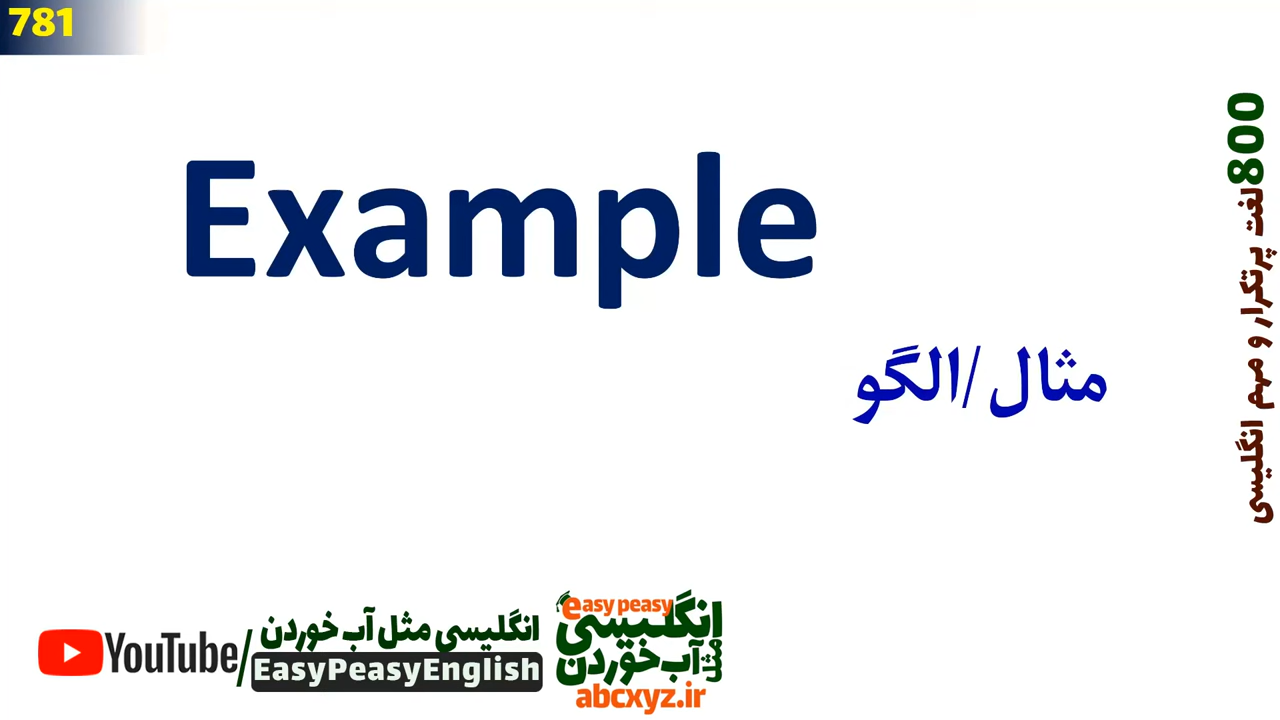 781
Example
مثال/الگو
800 لغت پرتکرار و مهم انگلیسی
YouTube/
انگلیسی مثل آب خوردن
EasyPeasyEnglish
easy peasy
انگلیسی
مثل
آب خوردن
abcxyz.ir